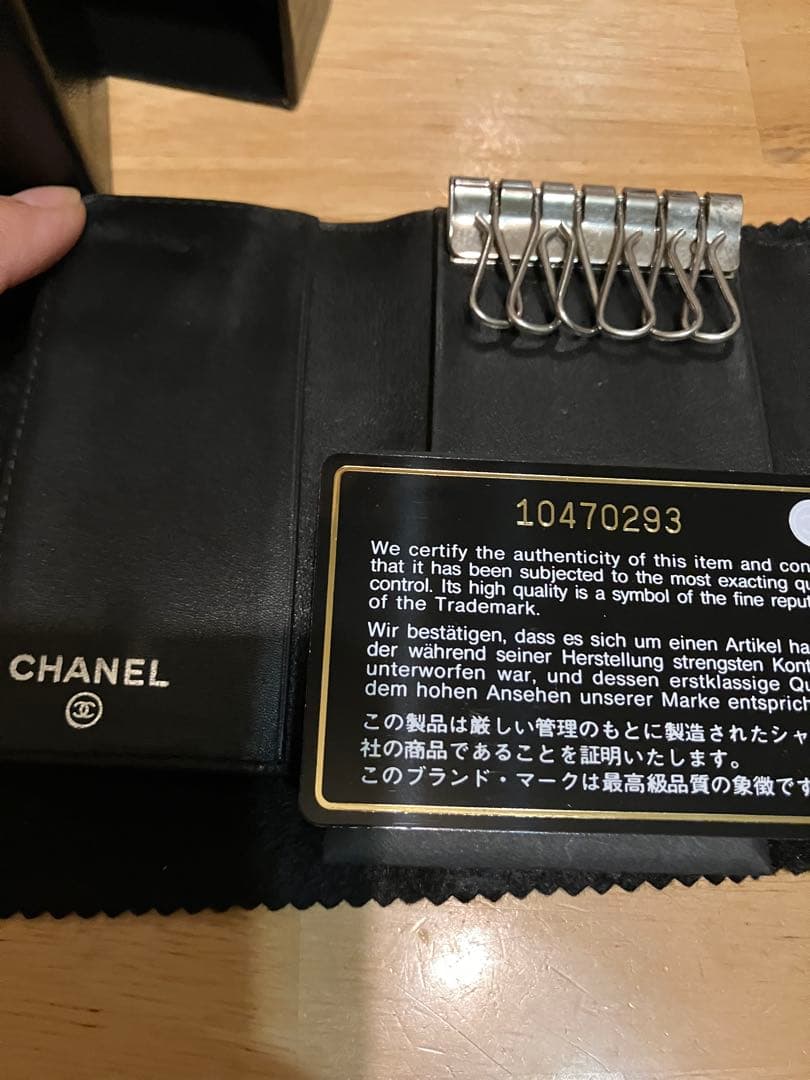 10470293
We certify the authenticity of this item and
that it has been subjected to the most exacting
control. Its high quality is a symbol of the fine
of the Trademark.
Wir bestätigen, dass es sich um einen Artikel
der während seiner Herstellung strengsten
unterworfen war, und dessen erstklassige
dem hohen Ansehen unserer Marke
この製品は厳しい管理のもとに製造されたシャ
社の商品であることを証明いたします。
このブランド・マークは最高級品質の象徴です
CHANEL